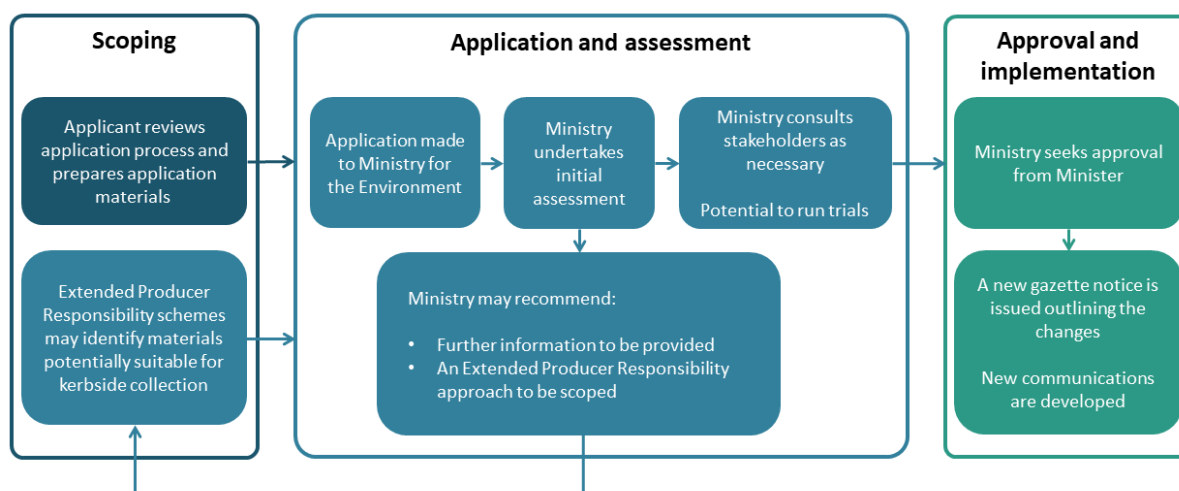 Scoping
Applicant reviews
application process and
prepares application
materials
Extended Producer
Responsibility schemes
may identify materials
potentially suitable for
kerbside collection
Application and assessment
Application made
to Ministry for
the Environment
Ministry
undertakes
initial
assessment
Ministry consults
stakeholders as
necessary
Potential to run trials
Ministry may recommend:
• Further information to be provided
• An Extended Producer Responsibility
approach to be scoped
Approval and
implementation
Ministry seeks approval
from Minister
A new gazette notice is
issued outlining the
changes
New communications
are developed